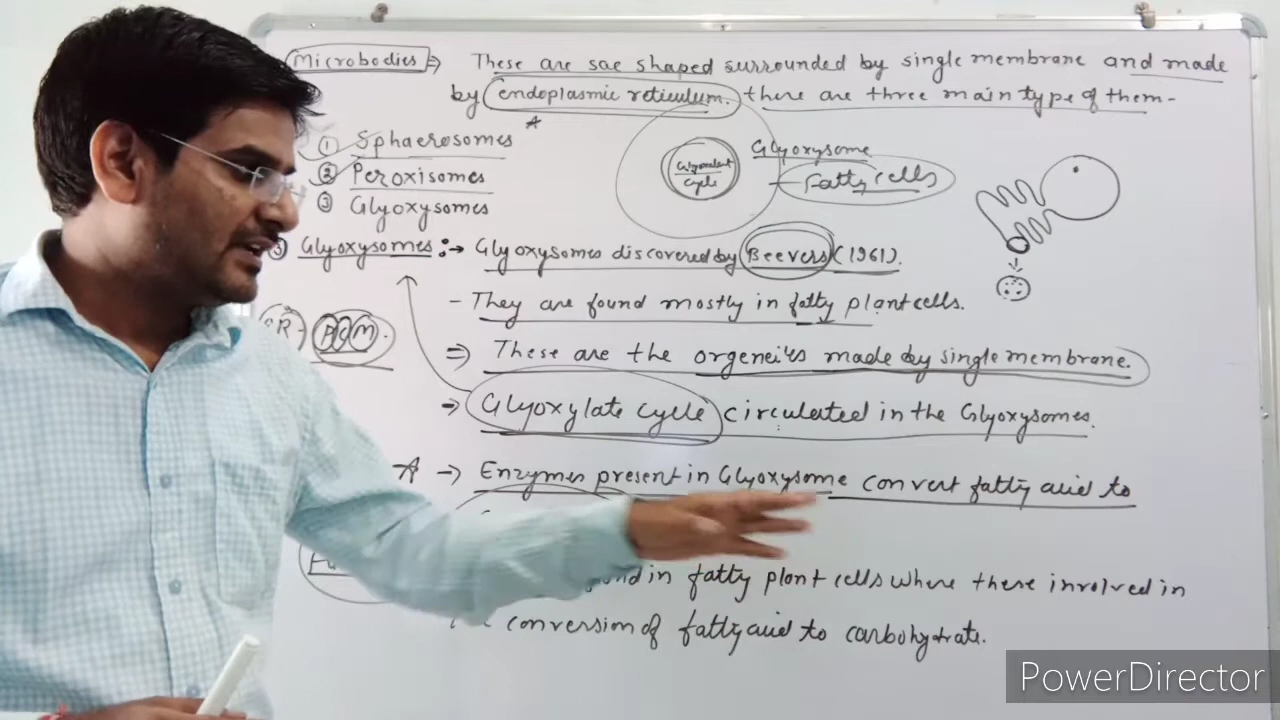 Microbodies ⇒ These are sac shaped surrounded by single membrane and made
by endoplasmic reticulum. there are three main type of them-
① Sphaerosomes
② Peroxisomes
③ Glyoxysomes
Glyoxysome
Fatty cells
cycle
③ Glyoxysomes :→ Glyoxysomes discovered by Beevers (1961).
- They are found mostly in fatty plant cells.
⇒ These are the orgenells made by single membrane.
→ Glyoxylate cycle circulated in the Glyoxysomes.
→ Enzymes present in Glyoxysome convert fatty acid to
in fatty plant cells where these involved in
conversion of fatty acid to carbohydrate.
PowerDirector